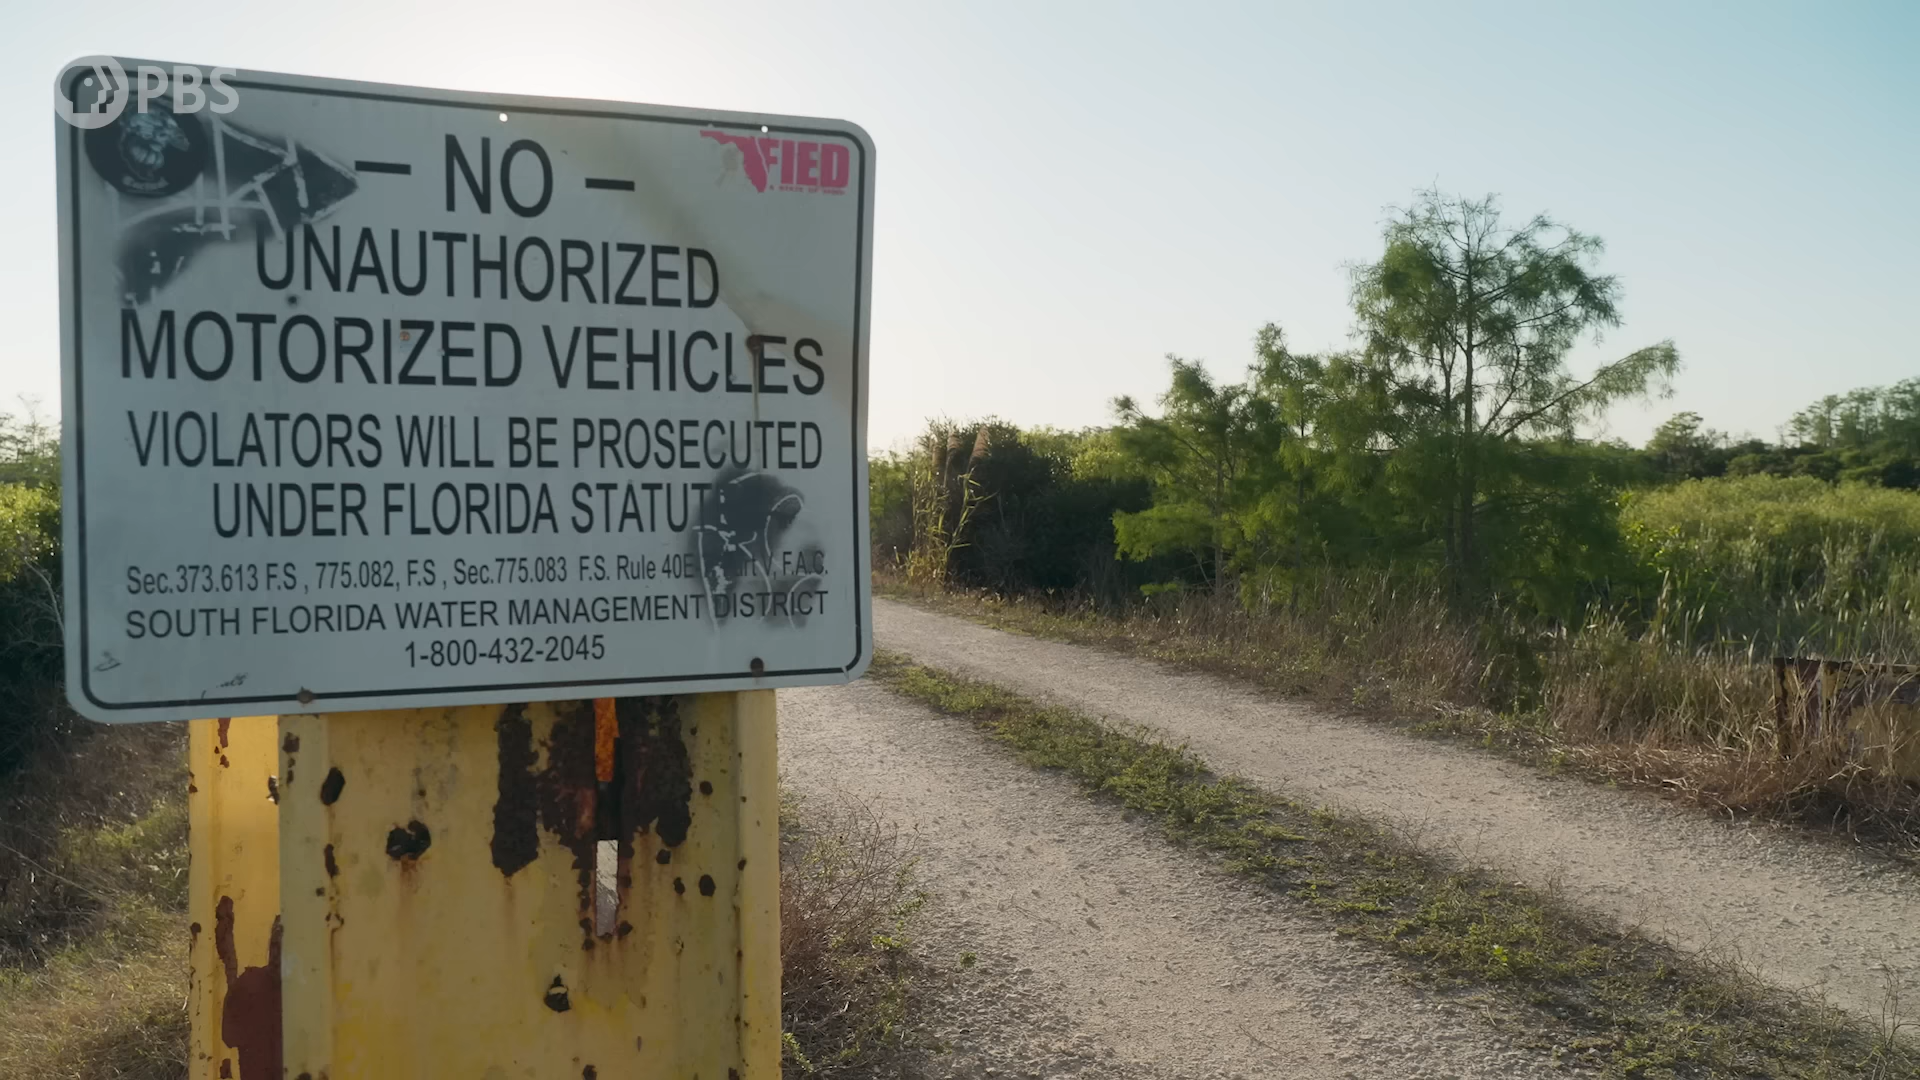 PBS
- NO -
FIED
UNAUTHORIZED
MOTORIZED VEHICLES
VIOLATORS WILL BE PROSECUTED
UNDER FLORIDA STATUT
Sec.373.613 F.S , 775.082, F.S , Sec.775.083 F.S. Rule 40E V, F.A.C.
SOUTH FLORIDA WATER MANAGEMENT DISTRICT
1-800-432-2045